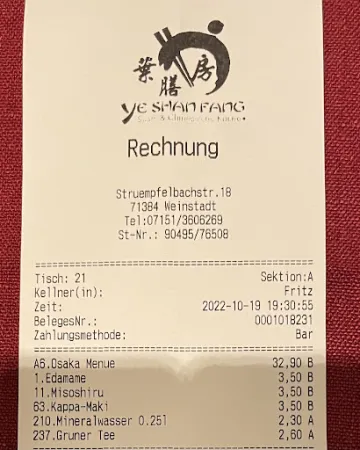 葉膳房
YE SHAN FANG
Rechnung
Struempfelbachstr.18
71384 Weinstadt
Tel:07151/3606269
St-Nr.: 90495/76508
Tisch: 21 Sektion:A
Kellner(in): Fritz
Zeit: 2022-10-19 19:30:55
BelegesNr.: 0001018231
Zahlungsmethode: Bar
A6.Osaka Menue 32,90 B
1.Edamame 3,50 B
11.Misoshiru 3,50 B
63.Kappa-Maki 3,50 B
210.Mineralwasser 0.25l 2,30 A
237.Gruner Tee 2,60 A